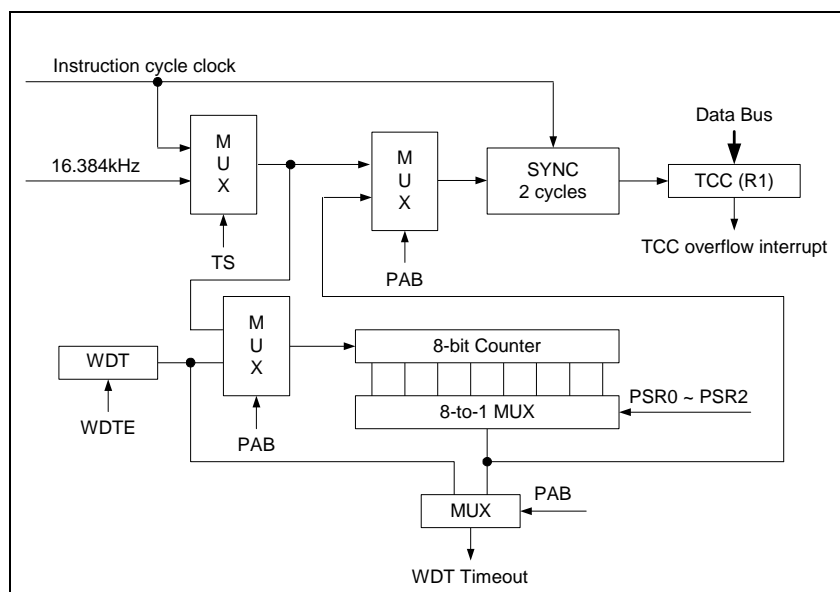 Instruction cycle clock
Data Bus
M
U
X
16.384kHz
M
U
X
SYNC
2 cycles
TCC (R1)
TS
PAB
TCC overflow interrupt
M
U
X
8-bit Counter
WDT
8-to-1 MUX
PSR0 ~ PSR2
WDTE
PAB
MUX
PAB
WDT Timeout